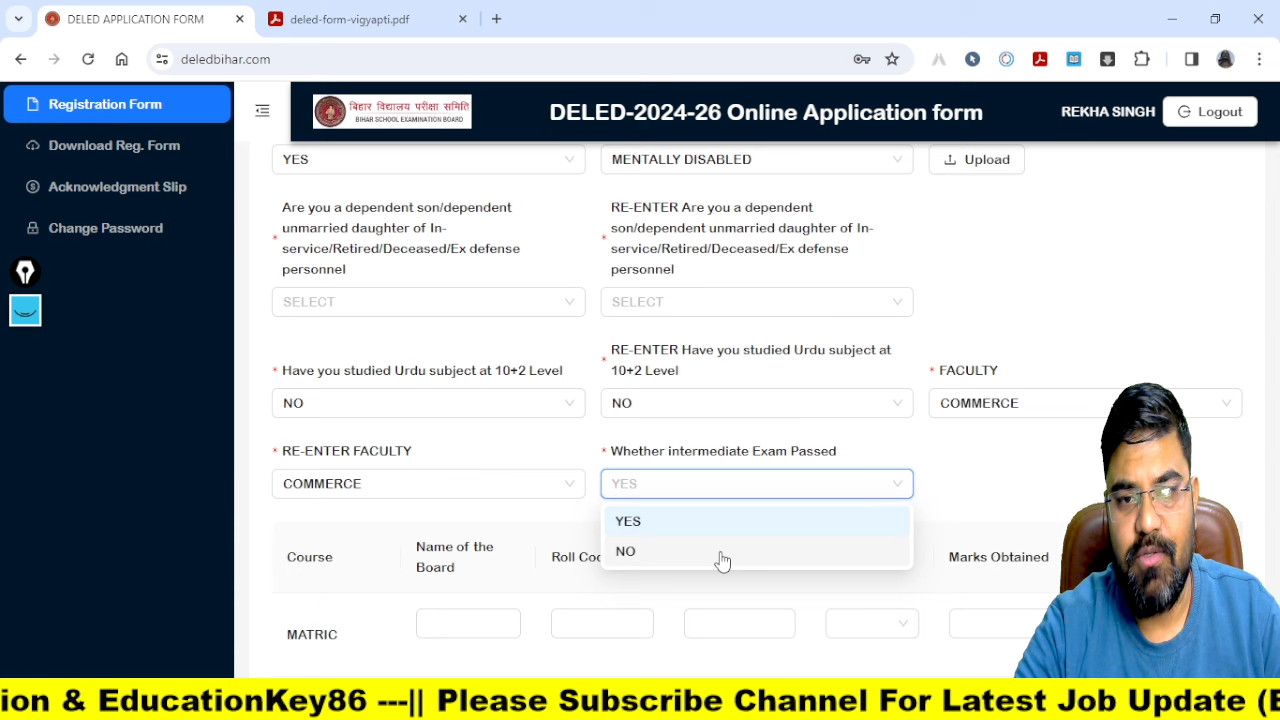 DELED APPLICATION FORM
deled-form-vigyapti.pdf
deledbihar.com
Registration Form
Download Reg. Form
Acknowledgment Slip
Change Password
बिहार विद्यालय परीक्षा समिति
BIHAR SCHOOL EXAMINATION BOARD
DELED-2024-26 Online Application form
REKHA SINGH
Logout
YES
MENTALLY DISABLED
Upload
* Are you a dependent son/dependent
unmarried daughter of In-
service/Retired/Deceased/Ex defense
personnel
* RE-ENTER Are you a dependent
son/dependent unmarried daughter of In-
service/Retired/Deceased/Ex defense
personnel
SELECT
SELECT
* Have you studied Urdu subject at 10+2 Level
* RE-ENTER Have you studied Urdu subject at
10+2 Level
* FACULTY
NO
NO
COMMERCE
* RE-ENTER FACULTY
* Whether intermediate Exam Passed
COMMERCE
YES
YES
NO
Course
Name of the
Board
Roll Co
Marks Obtained
MATRIC
ion & EducationKey86 ---|| Please Subscribe Channel For Latest Job Update (E